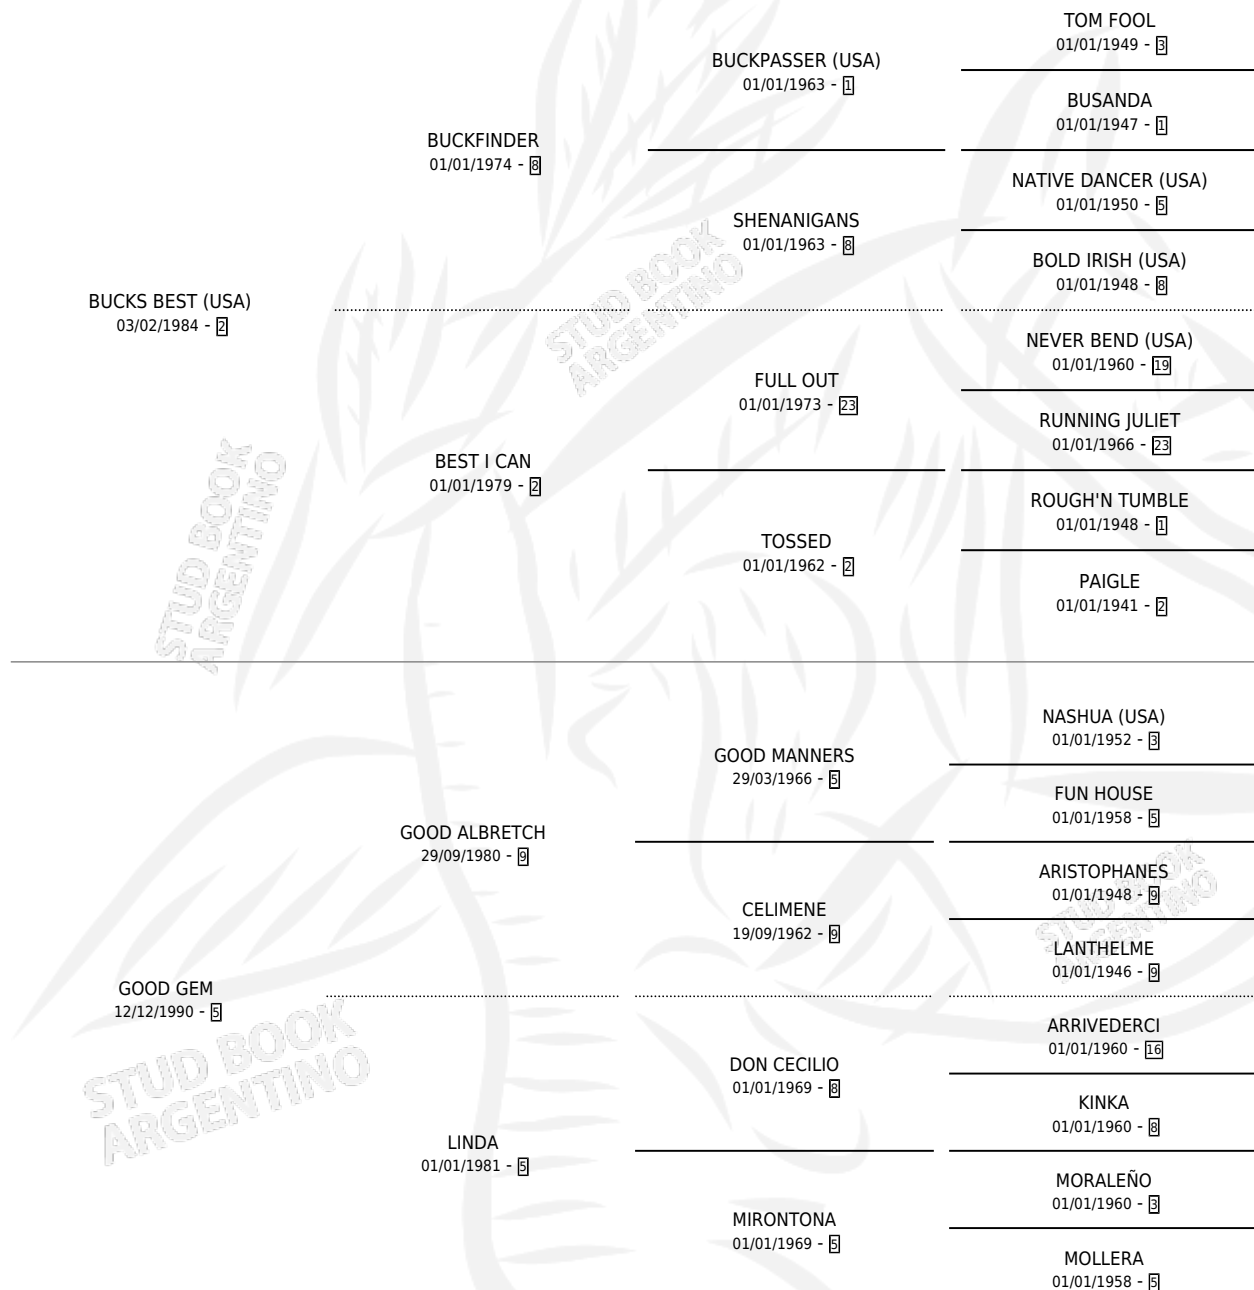 TOM FOOL
01/01/1949 - 3
BUCKPASSER (USA)
01/01/1963 - 1
BUSANDA
01/01/1947 - 1
BUCKFINDER
01/01/1974 - 8
NATIVE DANCER (USA)
01/01/1950 - 5
SHENANIGANS
01/01/1963 - 8
BOLD IRISH (USA)
01/01/1948 - 8
BUCKS BEST (USA)
03/02/1984 - 2
STUD BOOK
ARGENTINO
NEVER BEND (USA)
01/01/1960 - 19
FULL OUT
01/01/1973 - 23
RUNNING JULIET
01/01/1966 - 23
BEST I CAN
01/01/1979 - 2
ROUGH'N TUMBLE
01/01/1948 - 1
TOSSED
01/01/1962 - 2
PAIGLE
01/01/1941 - 2
STUD BOOK
ARGENTINO
NASHUA (USA)
01/01/1952 - 3
GOOD MANNERS
29/03/1966 - 5
FUN HOUSE
01/01/1958 - 5
GOOD ALBRETCH
29/09/1980 - 9
ARISTOPHANES
01/01/1948 - 9
CELIMENE
19/09/1962 - 9
STUD BOOK
ARGENTINO
LANTHELME
01/01/1946 - 9
GOOD GEM
12/12/1990 - 5
ARRIVEDERCI
01/01/1960 - 16
DON CECILIO
01/01/1969 - 8
KINKA
01/01/1960 - 8
STUD BOOK
ARGENTINO
LINDA
01/01/1981 - 5
MORALEÑO
01/01/1960 - 3
MIRONTONA
01/01/1969 - 5
MOLLERA
01/01/1958 - 5